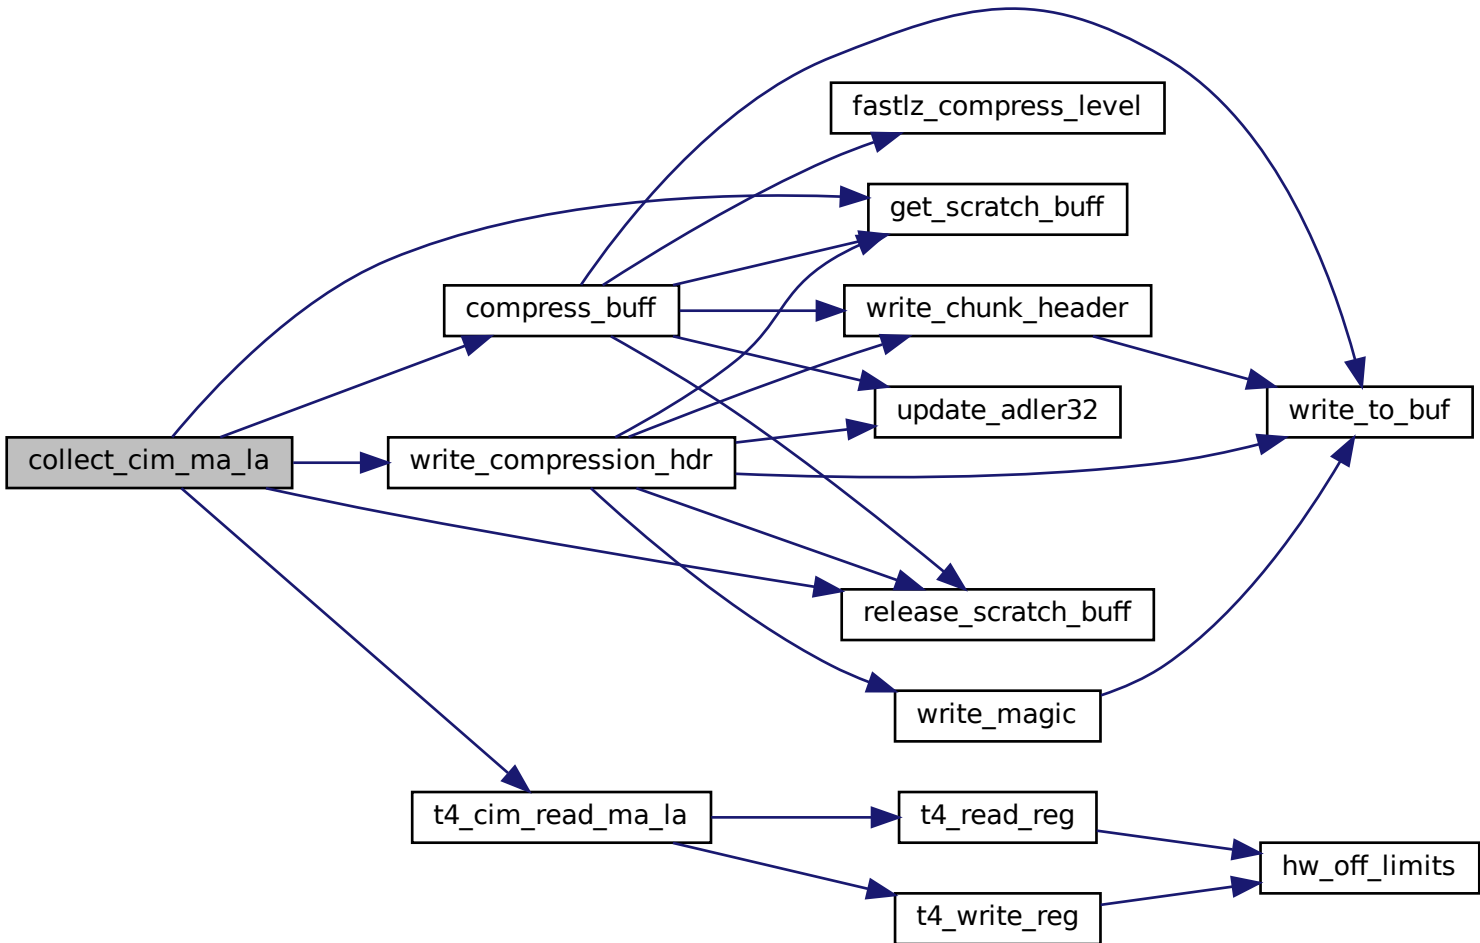 fastlz_compress_level
get_scratch_buff
compress_buff
write_chunk_header
update_adler32
write_to_buf
collect_cim_ma_la
write_compression_hdr
release_scratch_buff
write_magic
t4_cim_read_ma_la
t4_read_reg
hw_off_limits
t4_write_reg